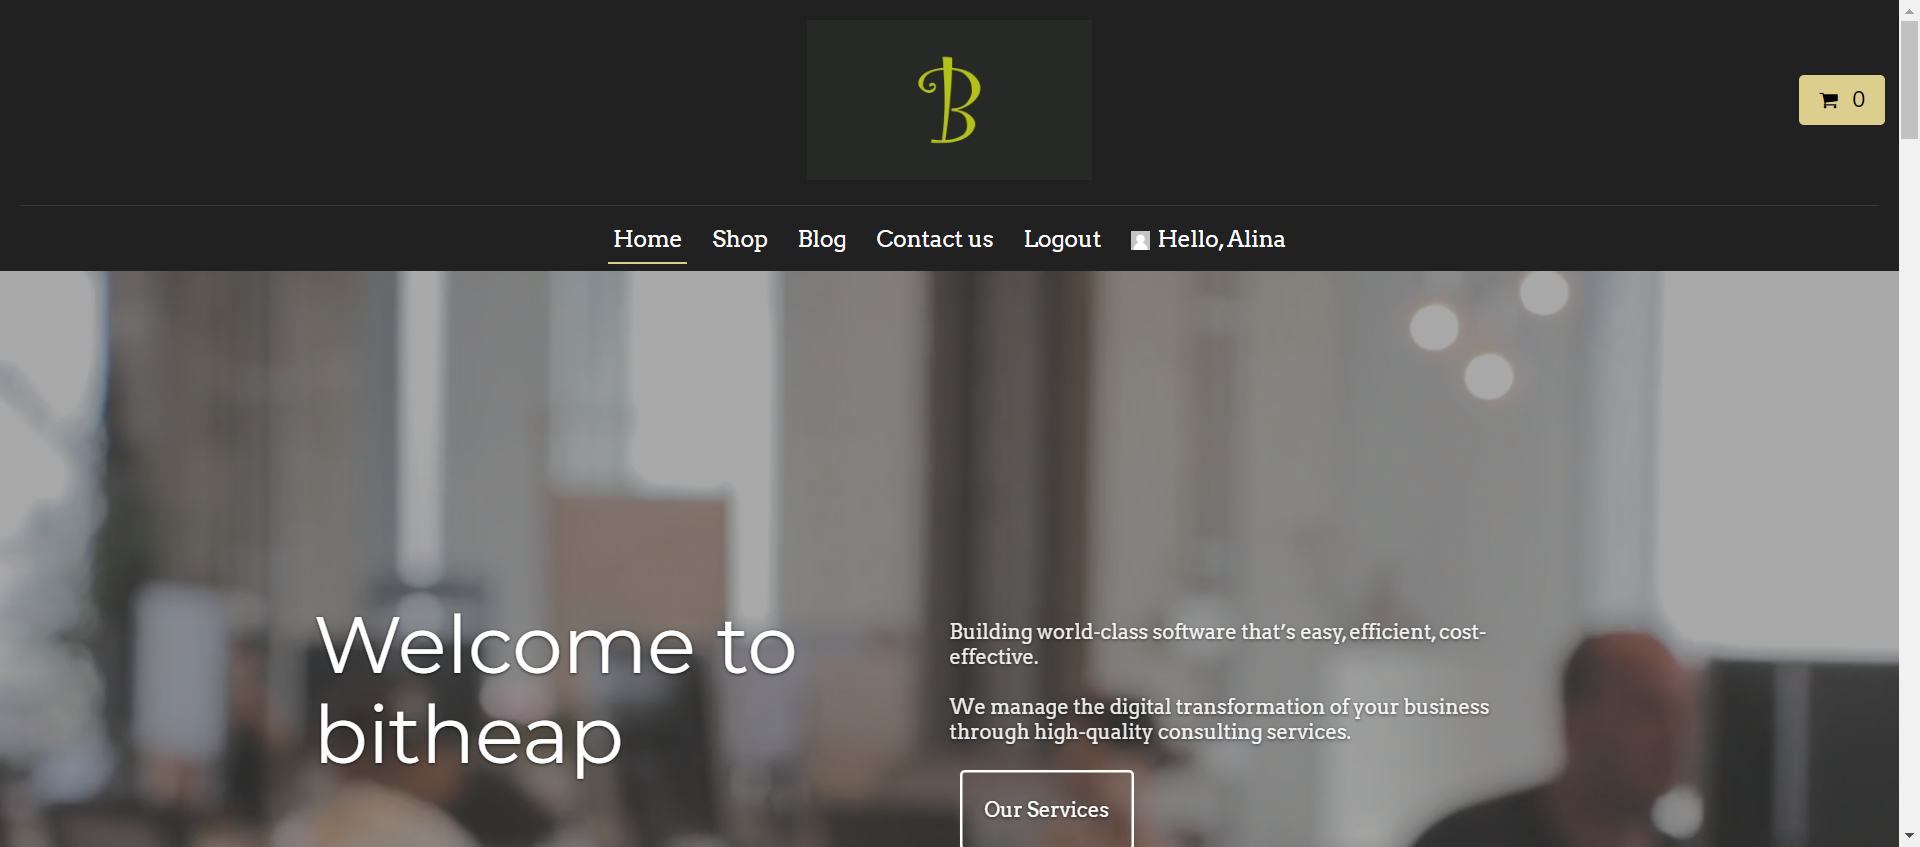 B
0
Home Shop Blog Contact us Logout Hello, Alina
Welcome to
bitheap
Building world-class software that’s easy, efficient, cost-
effective.
We manage the digital transformation of your business
through high-quality consulting services.
Our Services